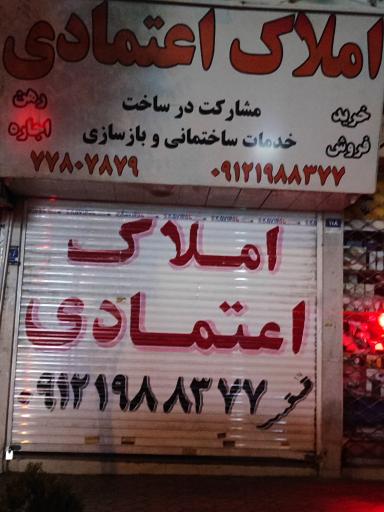 املاک اعتمادی
خرید
مشارکت در ساخت
رهن
فروش
خدمات ساختمانی و بازسازی
اجاره
۰۹۱۲۱۹۸۸۳۷۷
۷۷۸۰۷۸۷۹
املاک
اعتمادی
۰۹۱۲۱۹۸۸۳۷۷